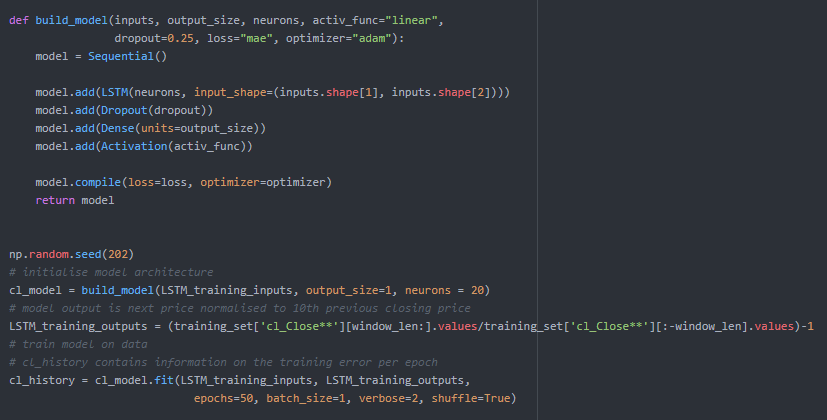 def build_model(inputs, output_size, neurons, activ_func="linear",
                dropout=0.25, loss="mae", optimizer="adam"):
    model = Sequential()
    model.add(LSTM(neurons, input_shape=(inputs.shape[1], inputs.shape[2])))
    model.add(Dropout(dropout))
    model.add(Dense(units=output_size))
    model.add(Activation(activ_func))
    model.compile(loss=loss, optimizer=optimizer)
    return model
np.random.seed(202)
# initialise model architecture
cl_model = build_model(LSTM_training_inputs, output_size=1, neurons = 20)
# model output is next price normalised to 10th previous closing price
LSTM_training_outputs = (training_set['cl_Close**'][window_len:].values/training_set['cl_Close**'][:-window_len].values)-1
# train model on data
# cl_history contains information on the training error per epoch
cl_history = cl_model.fit(LSTM_training_inputs, LSTM_training_outputs,
                            epochs=50, batch_size=1, verbose=2, shuffle=True)